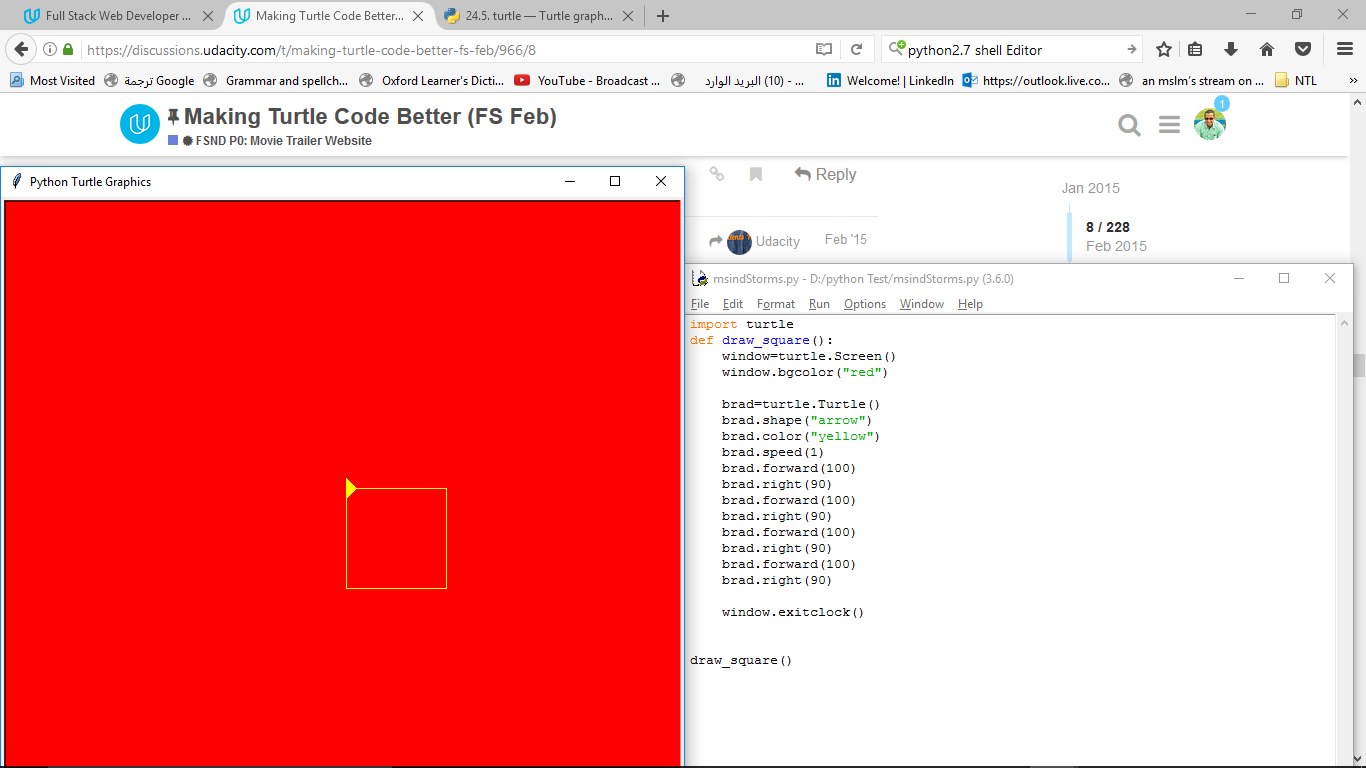 Full Stack Web Developer ...
Making Turtle Code Better...
24.5. turtle — Turtle graph...
https://discussions.udacity.com/t/making-turtle-code-better-fs-feb/966/8
python2.7 shell Editor
Most Visited
ترجمة Google
Grammar and spellch...
Oxford Learner's Dicti...
YouTube - Broadcast ...
البريد الوارد (10) - ...
Welcome! | LinkedIn
https://outlook.live.co...
an mslm's stream on ...
NTL
Making Turtle Code Better (FS Feb)
FSND P0: Movie Trailer Website
1
Python Turtle Graphics
Reply
Jan 2015
Udacity
Feb '15
8 / 228
Feb 2015
msindStorms.py - D:/python Test/msindStorms.py (3.6.0)
File Edit Format Run Options Window Help
import turtle
def draw_square():
    window=turtle.Screen()
    window.bgcolor("red")
    brad=turtle.Turtle()
    brad.shape("arrow")
    brad.color("yellow")
    brad.speed(1)
    brad.forward(100)
    brad.right(90)
    brad.forward(100)
    brad.right(90)
    brad.forward(100)
    brad.right(90)
    brad.forward(100)
    brad.right(90)
    window.exitclock()
draw_square()